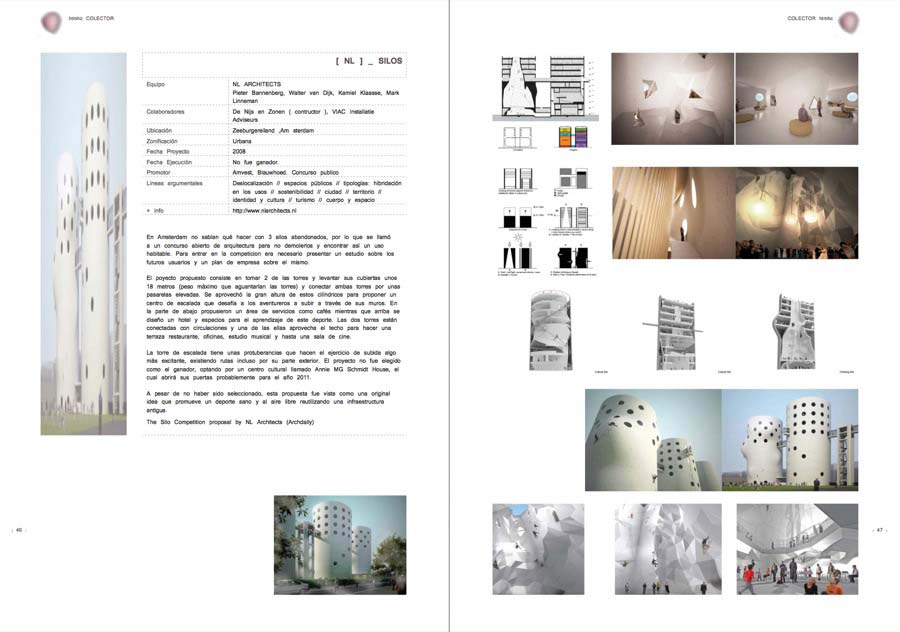 hinihi COLECTOR
COLECTOR hinihi
[ NL ] _ SILOS
Equipo NL ARCHITECTS
Pieter Bannenberg, Walter van Dijk, Kamiel Klaasse, Mark
Linneman
Colaboradores De Nijs en Zonen ( contructor ), VIAC Installatie
Adviseurs
Ubicación Zeeburgereiland ,Am sterdam
Zonificación Urbana
Fecha Proyecto 2008
Fecha Ejecución No fue ganador.
Promotor Amvest, Blauwhoed. Concurso publico
Lineas argumentales Deslocalización // espacios públicos // tipologías: hibridación
en los usos // sostenibilidad // ciudad // territorio //
identidad y cultura // turismo // cuerpo y espacio
+ info http://www.nlarchitects.nl
En Amsterdam no sabían qué hacer con 3 silos abandonados, por lo que se llamó
a un concurso abierto de arquitectura para no demolerlos y encontrar así un uso
habitable. Para entrar en la competicion era necesario presentar un estudio sobre los
futuros usuarios y un plan de empresa sobre el mismo.
El poyecto propuesto consiste en tomar 2 de las torres y levantar sus cubiertas unos
18 metros (peso máximo que aguantarían las torres) y conectar ambas torres por unas
pasarelas elevadas. Se aprovechó la gran altura de estos cilíndricos para proponer un
centro de escalada que desafía a los aventureros a subir a través de sus muros. En
la parte de abajo propusieron un área de servicios como cafés mientras que arriba se
diseño un hotel y espacios para el aprendizaje de este deporte. Las dos torres están
conectadas con circulaciones y una de ellas aprovecha el techo para hacer una
terraza restaurante, oficinas, estudio musical y hasta una sala de cine.
La torre de escalada tiene unas protuberancias que hacen el ejercicio de subida algo
más excitante, existiendo rutas incluso por su parte exterior. El proyecto no fue elegido
como el ganador, optando por un centro cultural llamado Annie MG Schmidt House, el
cual abrirá sus puertas probablemente para el año 2011.
A pesar de no haber sido seleccionado, esta propuesta fue vista como una original
idea que promueve un deporte sano y al aire libre reutilizando una infraestructura
antigua.
The Silo Competition proposal by NL Architects (Archdaily)
46
47